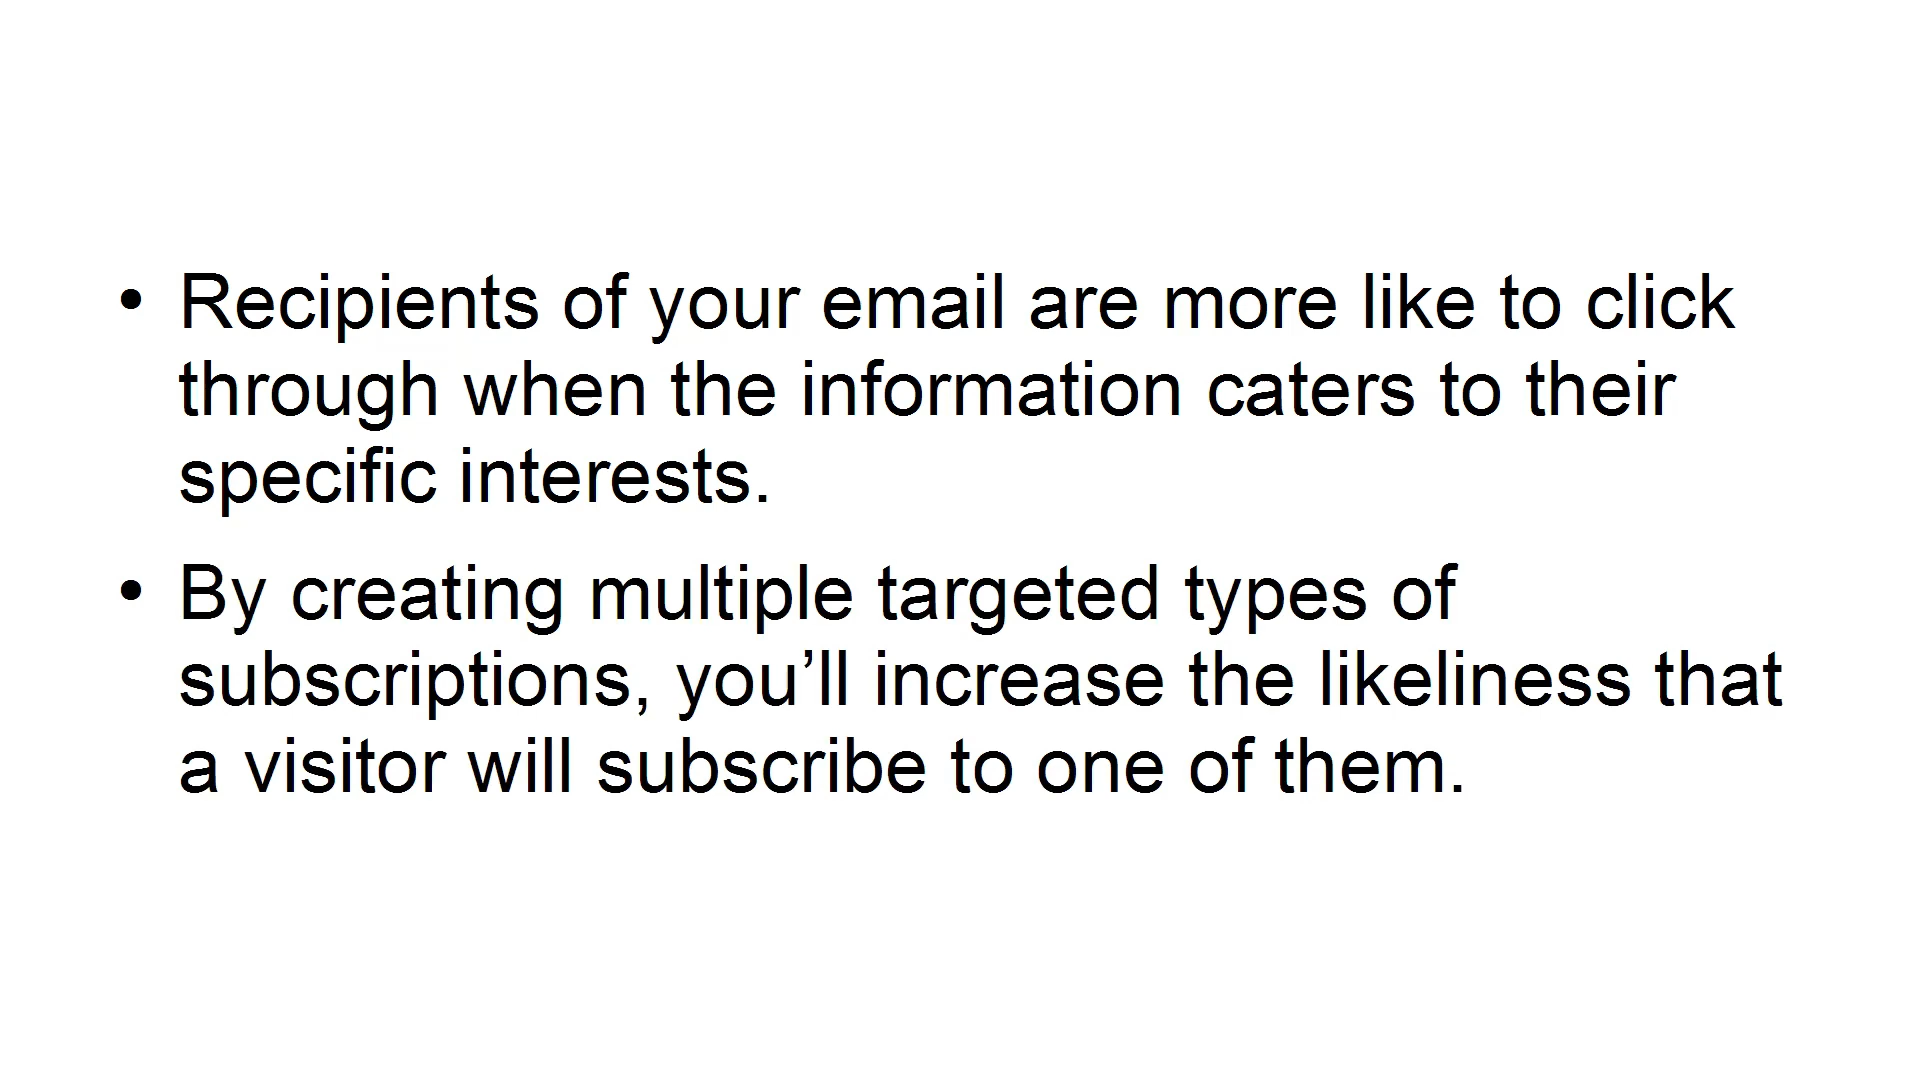 • Recipients of your email are more like to click
through when the information caters to their
specific interests.
• By creating multiple targeted types of
subscriptions, you’ll increase the likeliness that
a visitor will subscribe to one of them.